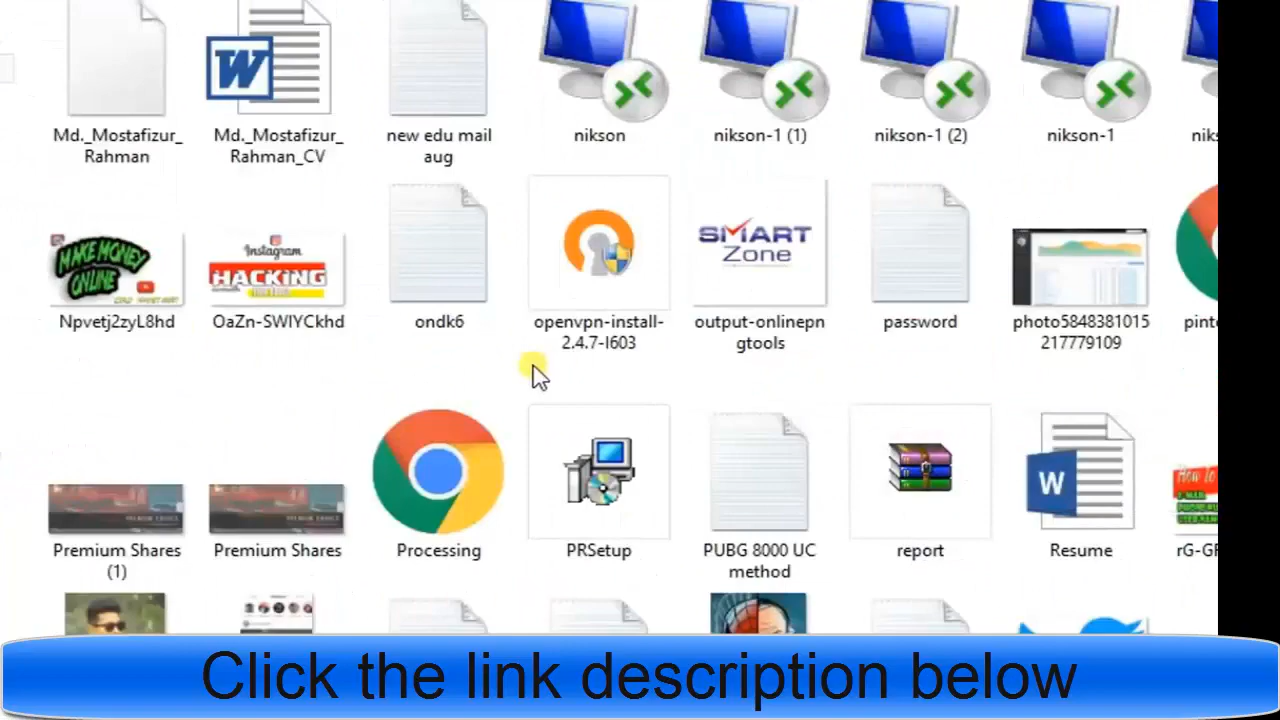 Md._Mostafizur_
Rahman
Md._Mostafizur_
Rahman_CV
new edu mail
aug
nikson
nikson-1 (1)
nikson-1 (2)
nikson-1
MAKE MONEY
ONLINE
Npvetj2zyL8hd
Instagram
HACKING
OaZn-SWIYCkhd
ondk6
openvpn-install-
2.4.7-I603
SMART
Zone
output-onlinepn
gtools
password
photo5848381015
217779109
Premium Shares
(1)
Premium Shares
Processing
PRSetup
PUBG 8000 UC
method
report
W
Resume
How to
Click the link description below